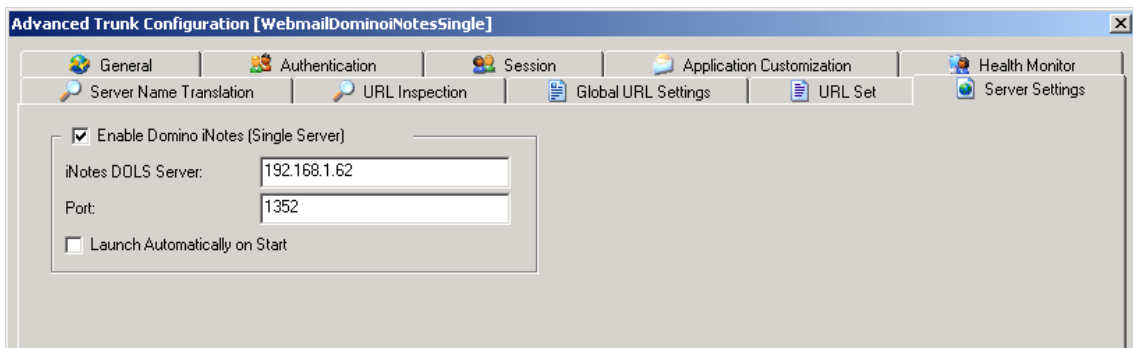 Advanced Trunk Configuration [WebmailDominoiNotesSingle]
General Authentication Session Application Customization Health Monitor
Server Name Translation URL Inspection Global URL Settings URL Set Server Settings
Enable Domino iNotes (Single Server)
iNotes DOLS Server: 192.168.1.62
Port: 1352
Launch Automatically on Start